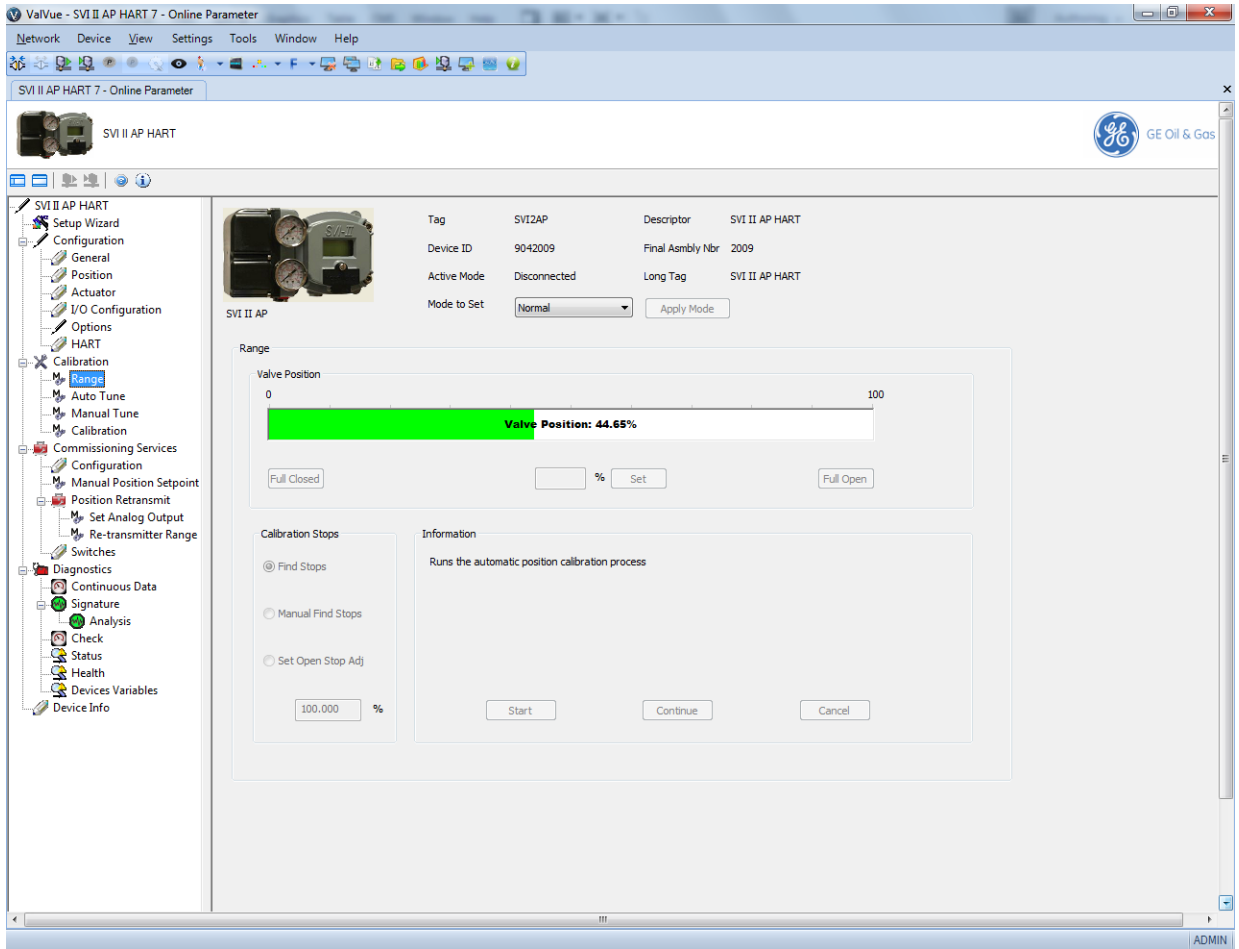 ValVue - SVI II AP HART 7 - Online Parameter
Network Device View Settings Tools Window Help
F
SVI II AP HART 7 - Online Parameter
SVI II AP HART
GE Oil & Gas
SVI II AP HART
Setup Wizard
Configuration
General
Position
Actuator
I/O Configuration
Options
HART
Calibration
Range
Auto Tune
Manual Tune
Calibration
Commissioning Services
Configuration
Manual Position Setpoint
Position Retransmit
Set Analog Output
Re-transmitter Range
Switches
Diagnostics
Continuous Data
Signature
Analysis
Check
Status
Health
Devices Variables
Device Info
SVI-II
SVI II AP
Tag SVI2AP Descriptor SVI II AP HART
Device ID 9042009 Final Asmbly Nbr 2009
Active Mode Disconnected Long Tag SVI II AP HART
Mode to Set Normal Apply Mode
Range
Valve Position
0 100
Valve Position: 44.65%
Full Closed % Set Full Open
Calibration Stops
Find Stops
Manual Find Stops
Set Open Stop Adj
100.000 %
Information
Runs the automatic position calibration process
Start Continue Cancel
ADMIN